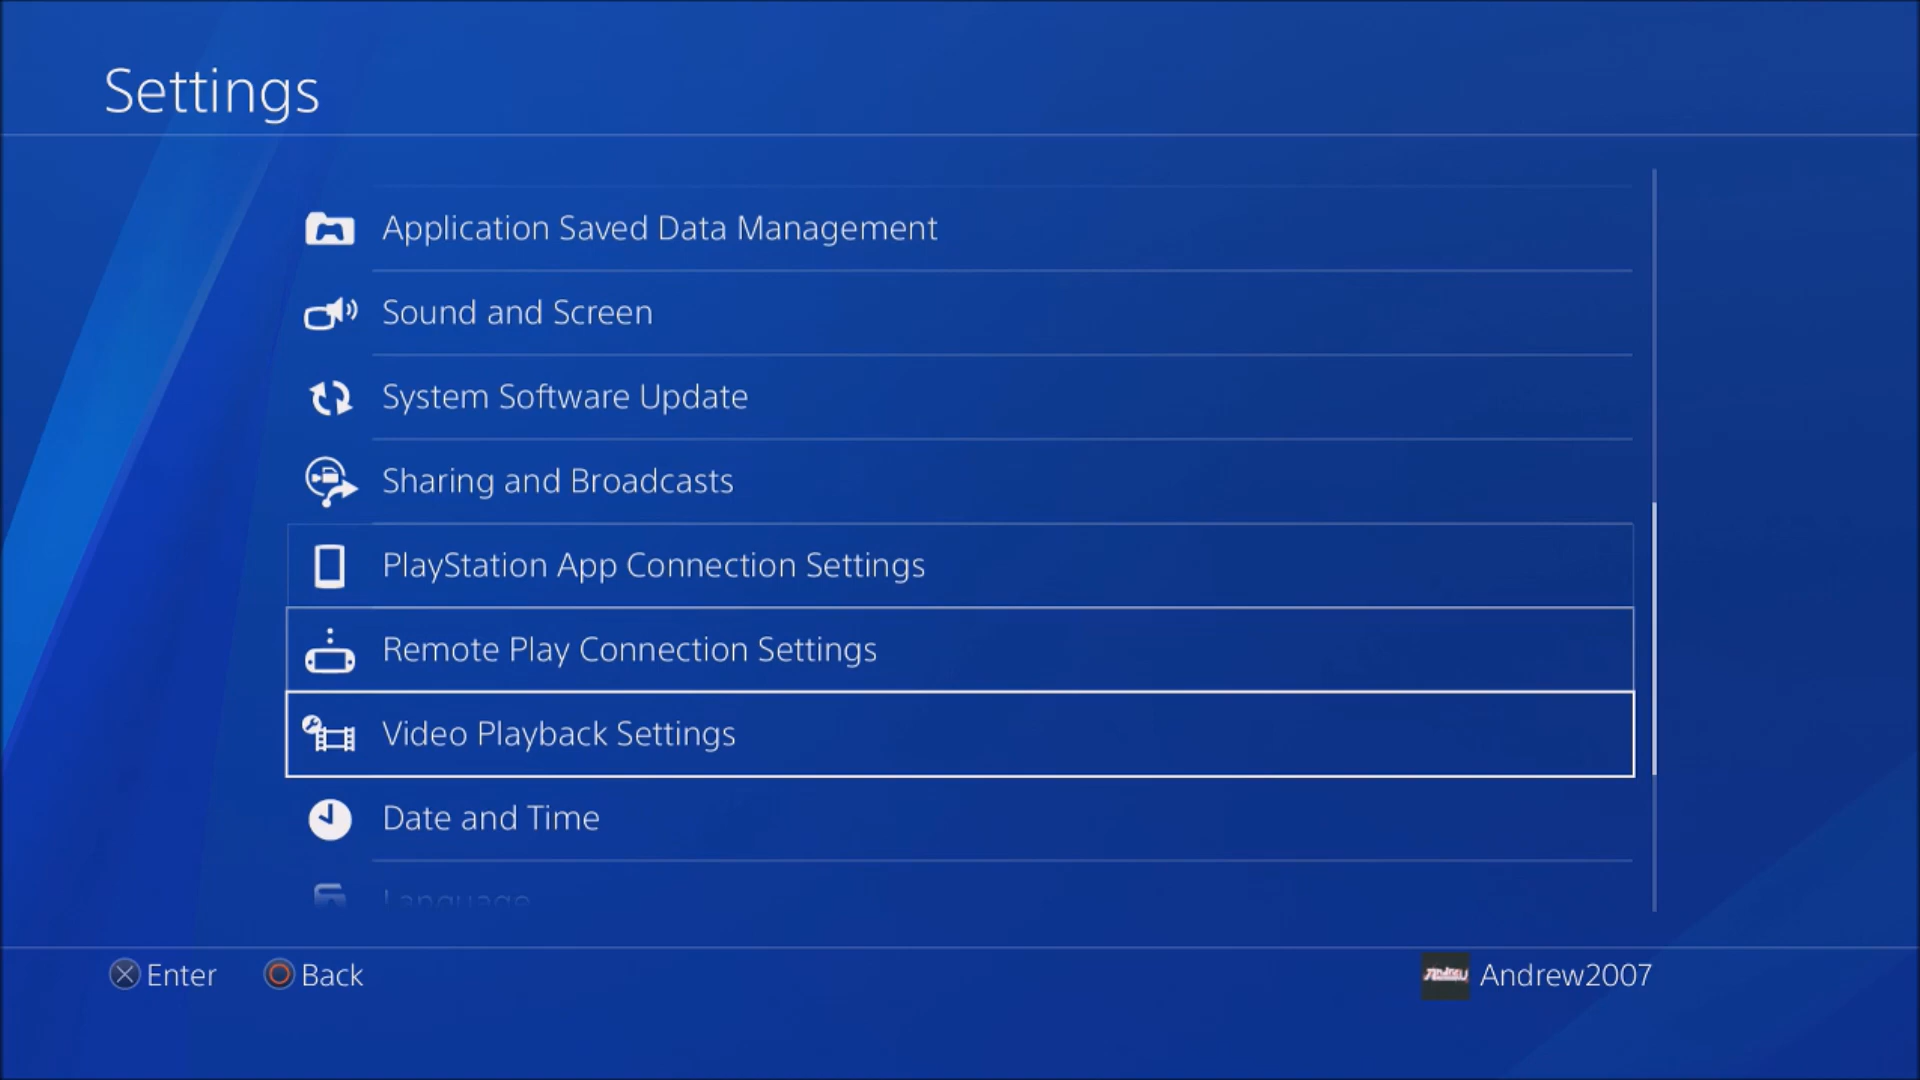 Settings
Application Saved Data Management
Sound and Screen
System Software Update
Sharing and Broadcasts
PlayStation App Connection Settings
Remote Play Connection Settings
Video Playback Settings
Date and Time
Language
Enter
Back
Andrew2007